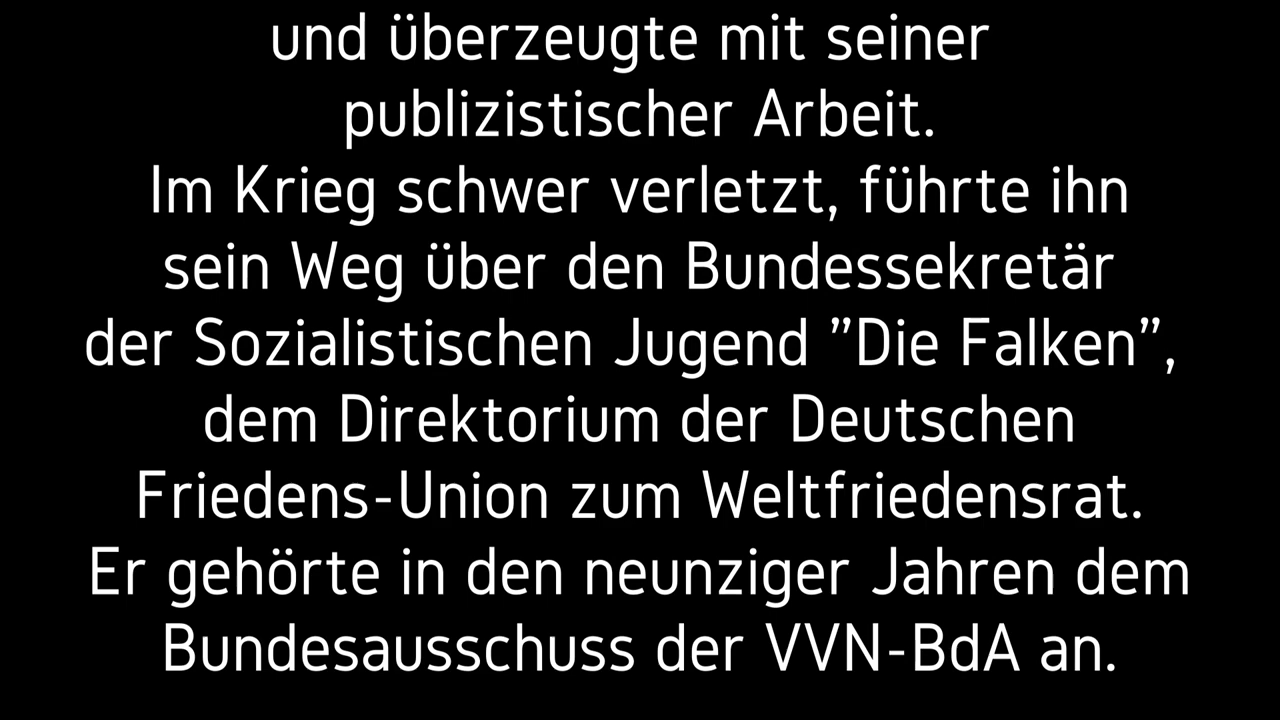 und überzeugte mit seiner
publizistischer Arbeit.
Im Krieg schwer verletzt, führte ihn
sein Weg über den Bundessekretär
der Sozialistischen Jugend ”Die Falken”,
dem Direktorium der Deutschen
Friedens-Union zum Weltfriedensrat.
Er gehörte in den neunziger Jahren dem
Bundesausschuss der VVN-BdA an.